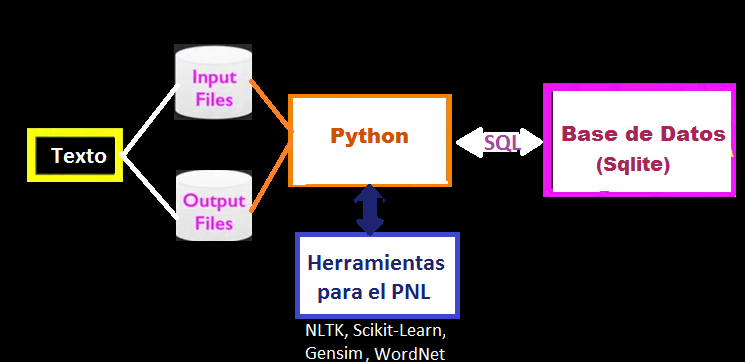 Input
Files
Texto
Python
SQL
Base de Datos
(Sqlite)
Output
Files
Herramientas
para el PNL
NLTK, Scikit-Learn,
Gensim, WordNet